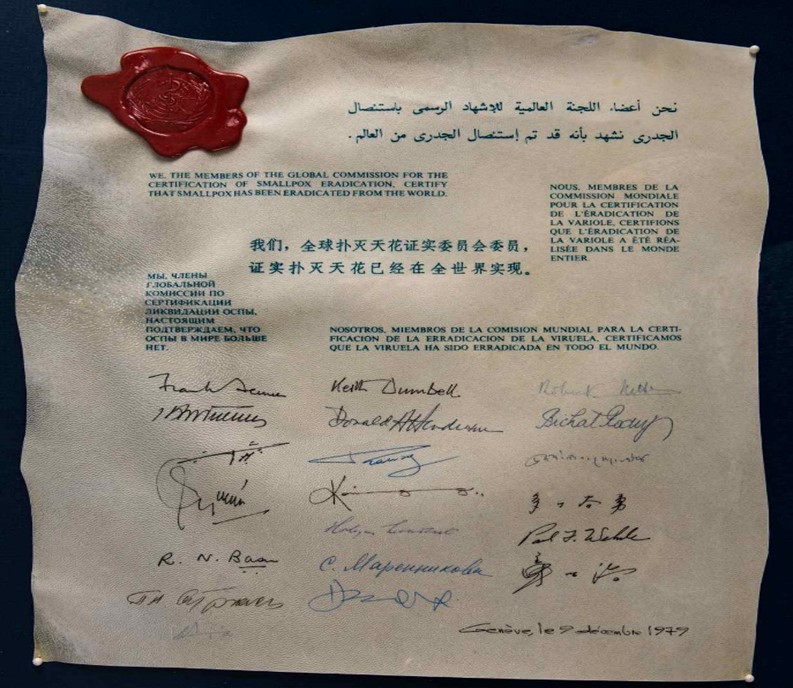 نحن أعضاء اللجنة العالمية للإشهاد الرسمى باستئصال
الجدرى نشهد بأنه قد تم إستئصال الجدرى من العالم.
WE, THE MEMBERS OF THE GLOBAL COMMISSION FOR THE
CERTIFICATION OF SMALLPOX ERADICATION, CERTIFY
THAT SMALLPOX HAS BEEN ERADICATED FROM THE WORLD.
NOUS, MEMBRES DE LA
COMMISSION MONDIALE
POUR LA CERTIFICATION
DE L'ÉRADICATION DE
LA VARIOLE, CERTIFIONS
QUE L'ÉRADICATION DE
LA VARIOLE A ÉTÉ RÉA-
LISÉE DANS LE MONDE
ENTIER.
我们，全球扑灭天花证实委员会委员，
证实扑灭天花已经在全世界实现。
МЫ, ЧЛЕНЫ
ГЛОБАЛЬНОЙ
КОМИССИИ ПО
СЕРТИФИКАЦИИ
ЛИКВИДАЦИИ ОСПЫ,
НАСТОЯЩИМ
ПОДТВЕРЖДАЕМ, ЧТО
ОСПЫ В МИРЕ БОЛЬШЕ
НЕТ.
NOSOTROS, MIEMBROS DE LA COMISION MUNDIAL PARA LA CERTI-
FICACION DE LA ERRADICACION DE LA VIRUELA, CERTIFICAMOS
QUE LA VIRUELA HA SIDO ERRADICADA EN TODO EL MUNDO.
Frank Fenner Keith Dumbell
Donald A Henderson
R. N. Basu С. Маренникова
Genève, le 9 décembre 1979